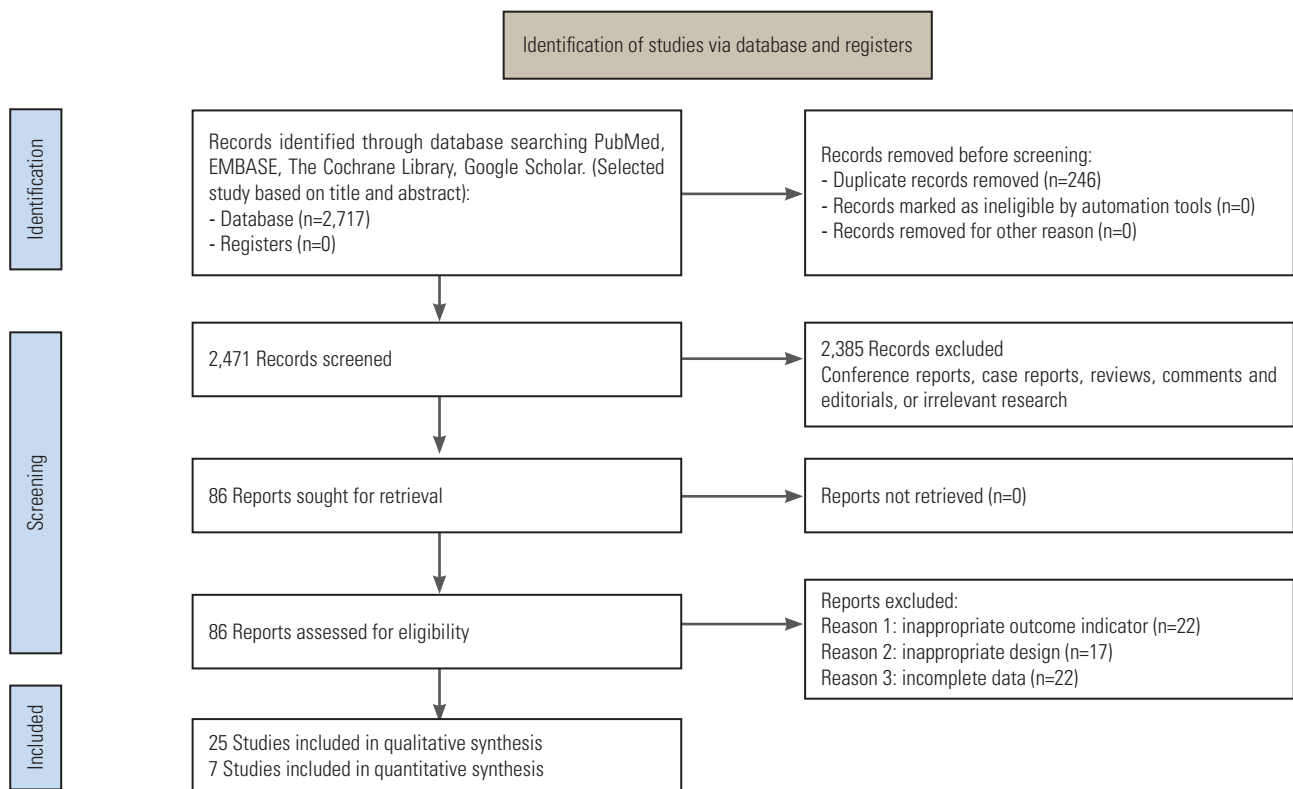 Identification of studies via database and registers
Identification
Records identified through database searching PubMed,
EMBASE, The Cochrane Library, Google Scholar. (Selected
study based on title and abstract):
- Database (n=2,717)
- Registers (n=0)
Records removed before screening:
- Duplicate records removed (n=246)
- Records marked as ineligible by automation tools (n=0)
- Records removed for other reason (n=0)
Screening
2,471 Records screened
2,385 Records excluded
Conference reports, case reports, reviews, comments and
editorials, or irrelevant research
86 Reports sought for retrieval
Reports not retrieved (n=0)
86 Reports assessed for eligibility
Reports excluded:
Reason 1: inappropriate outcome indicator (n=22)
Reason 2: inappropriate design (n=17)
Reason 3: incomplete data (n=22)
Included
25 Studies included in qualitative synthesis
7 Studies included in quantitative synthesis